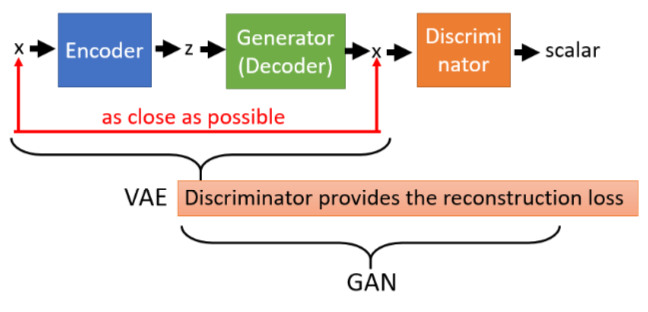 x
Encoder
z
Generator
(Decoder)
x
Discrimi
nator
scalar
as close as possible
VAE
Discriminator provides the reconstruction loss
GAN